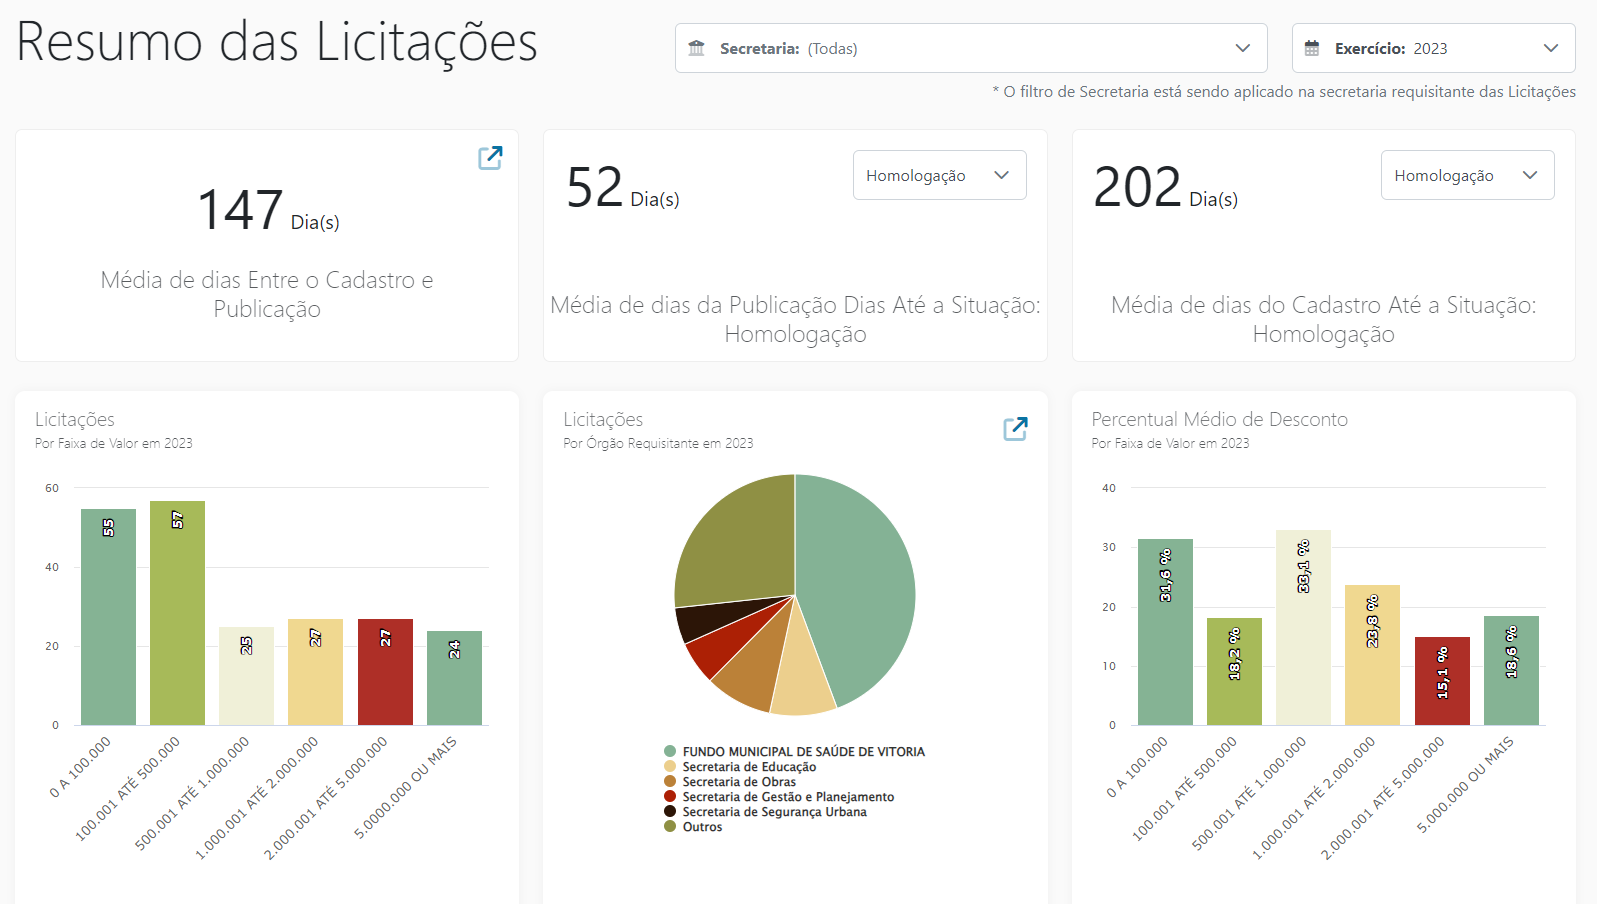 Resumo das Licitações
Secretaria: (Todas)
Exercício: 2023
* O filtro de Secretaria está sendo aplicado na secretaria requisitante das Licitações
147 Dia(s)
Média de dias Entre o Cadastro e
Publicação
52 Dia(s)
Homologação
Média de dias da Publicação Dias Até a Situação:
Homologação
202 Dia(s)
Homologação
Média de dias do Cadastro Até a Situação:
Homologação
Licitações
Por Faixa de Valor em 2023
60
40
20
0
55
57
25
27
27
24
0 A 100.000
100.001 ATÉ 500.000
500.001 ATÉ 1.000.000
1.000.001 ATÉ 2.000.000
2.000.001 ATÉ 5.000.000
5.0000.000 OU MAIS
Licitações
Por Órgão Requisitante em 2023
FUNDO MUNICIPAL DE SAÚDE DE VITORIA
Secretaria de Educação
Secretaria de Obras
Secretaria de Gestão e Planejamento
Secretaria de Segurança Urbana
Outros
Percentual Médio de Desconto
Por Faixa de Valor em 2023
40
30
20
10
0
31,6 %
18,2 %
33,1 %
23,8 %
15,1 %
18,6 %
0 A 100.000
100.001 ATÉ 500.000
500.001 ATÉ 1.000.000
1.000.001 ATÉ 2.000.000
2.000.001 ATÉ 5.000.000
5.000.000 OU MAIS